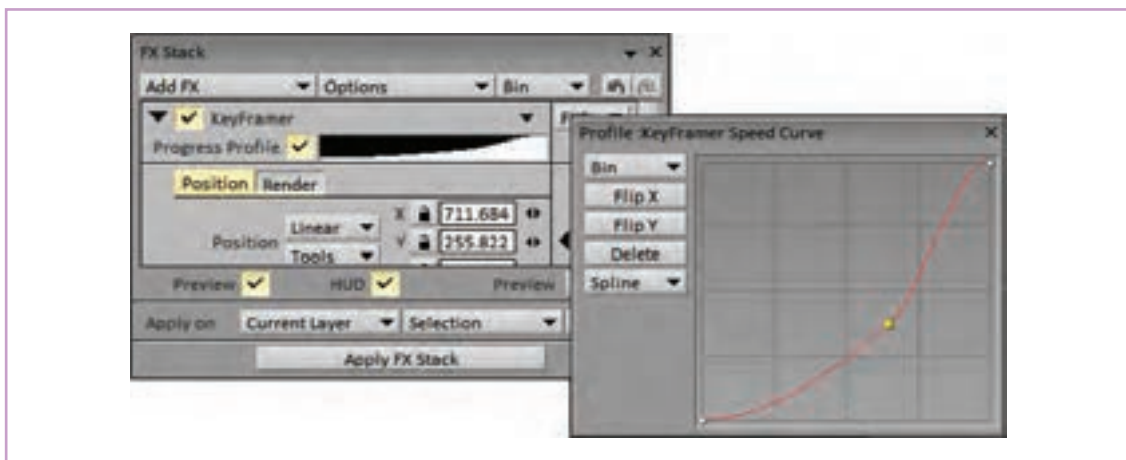 FX Stack
Add FX Options Bin
KeyFramer
Progress Profile
Position Render
Position Linear X 711.684
Tools Y 255.822
Preview HUD Preview
Apply on Current Layer Selection
Apply FX Stack
Profile :KeyFramer Speed Curve
Bin
Flip X
Flip Y
Delete
Spline